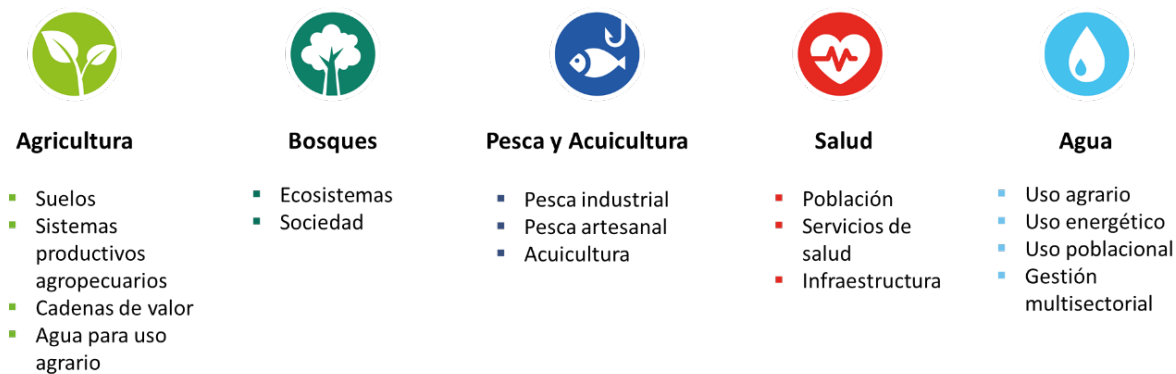 Agricultura
Suelos
Sistemas
productivos
agropecuarios
Cadenas de valor
Agua para uso
agrario
Bosques
Ecosistemas
Sociedad
Pesca y Acuicultura
Pesca industrial
Pesca artesanal
Acuicultura
Salud
Población
Servicios de
salud
Infraestructura
Agua
Uso agrario
Uso energético
Uso poblacional
Gestión
multisectorial